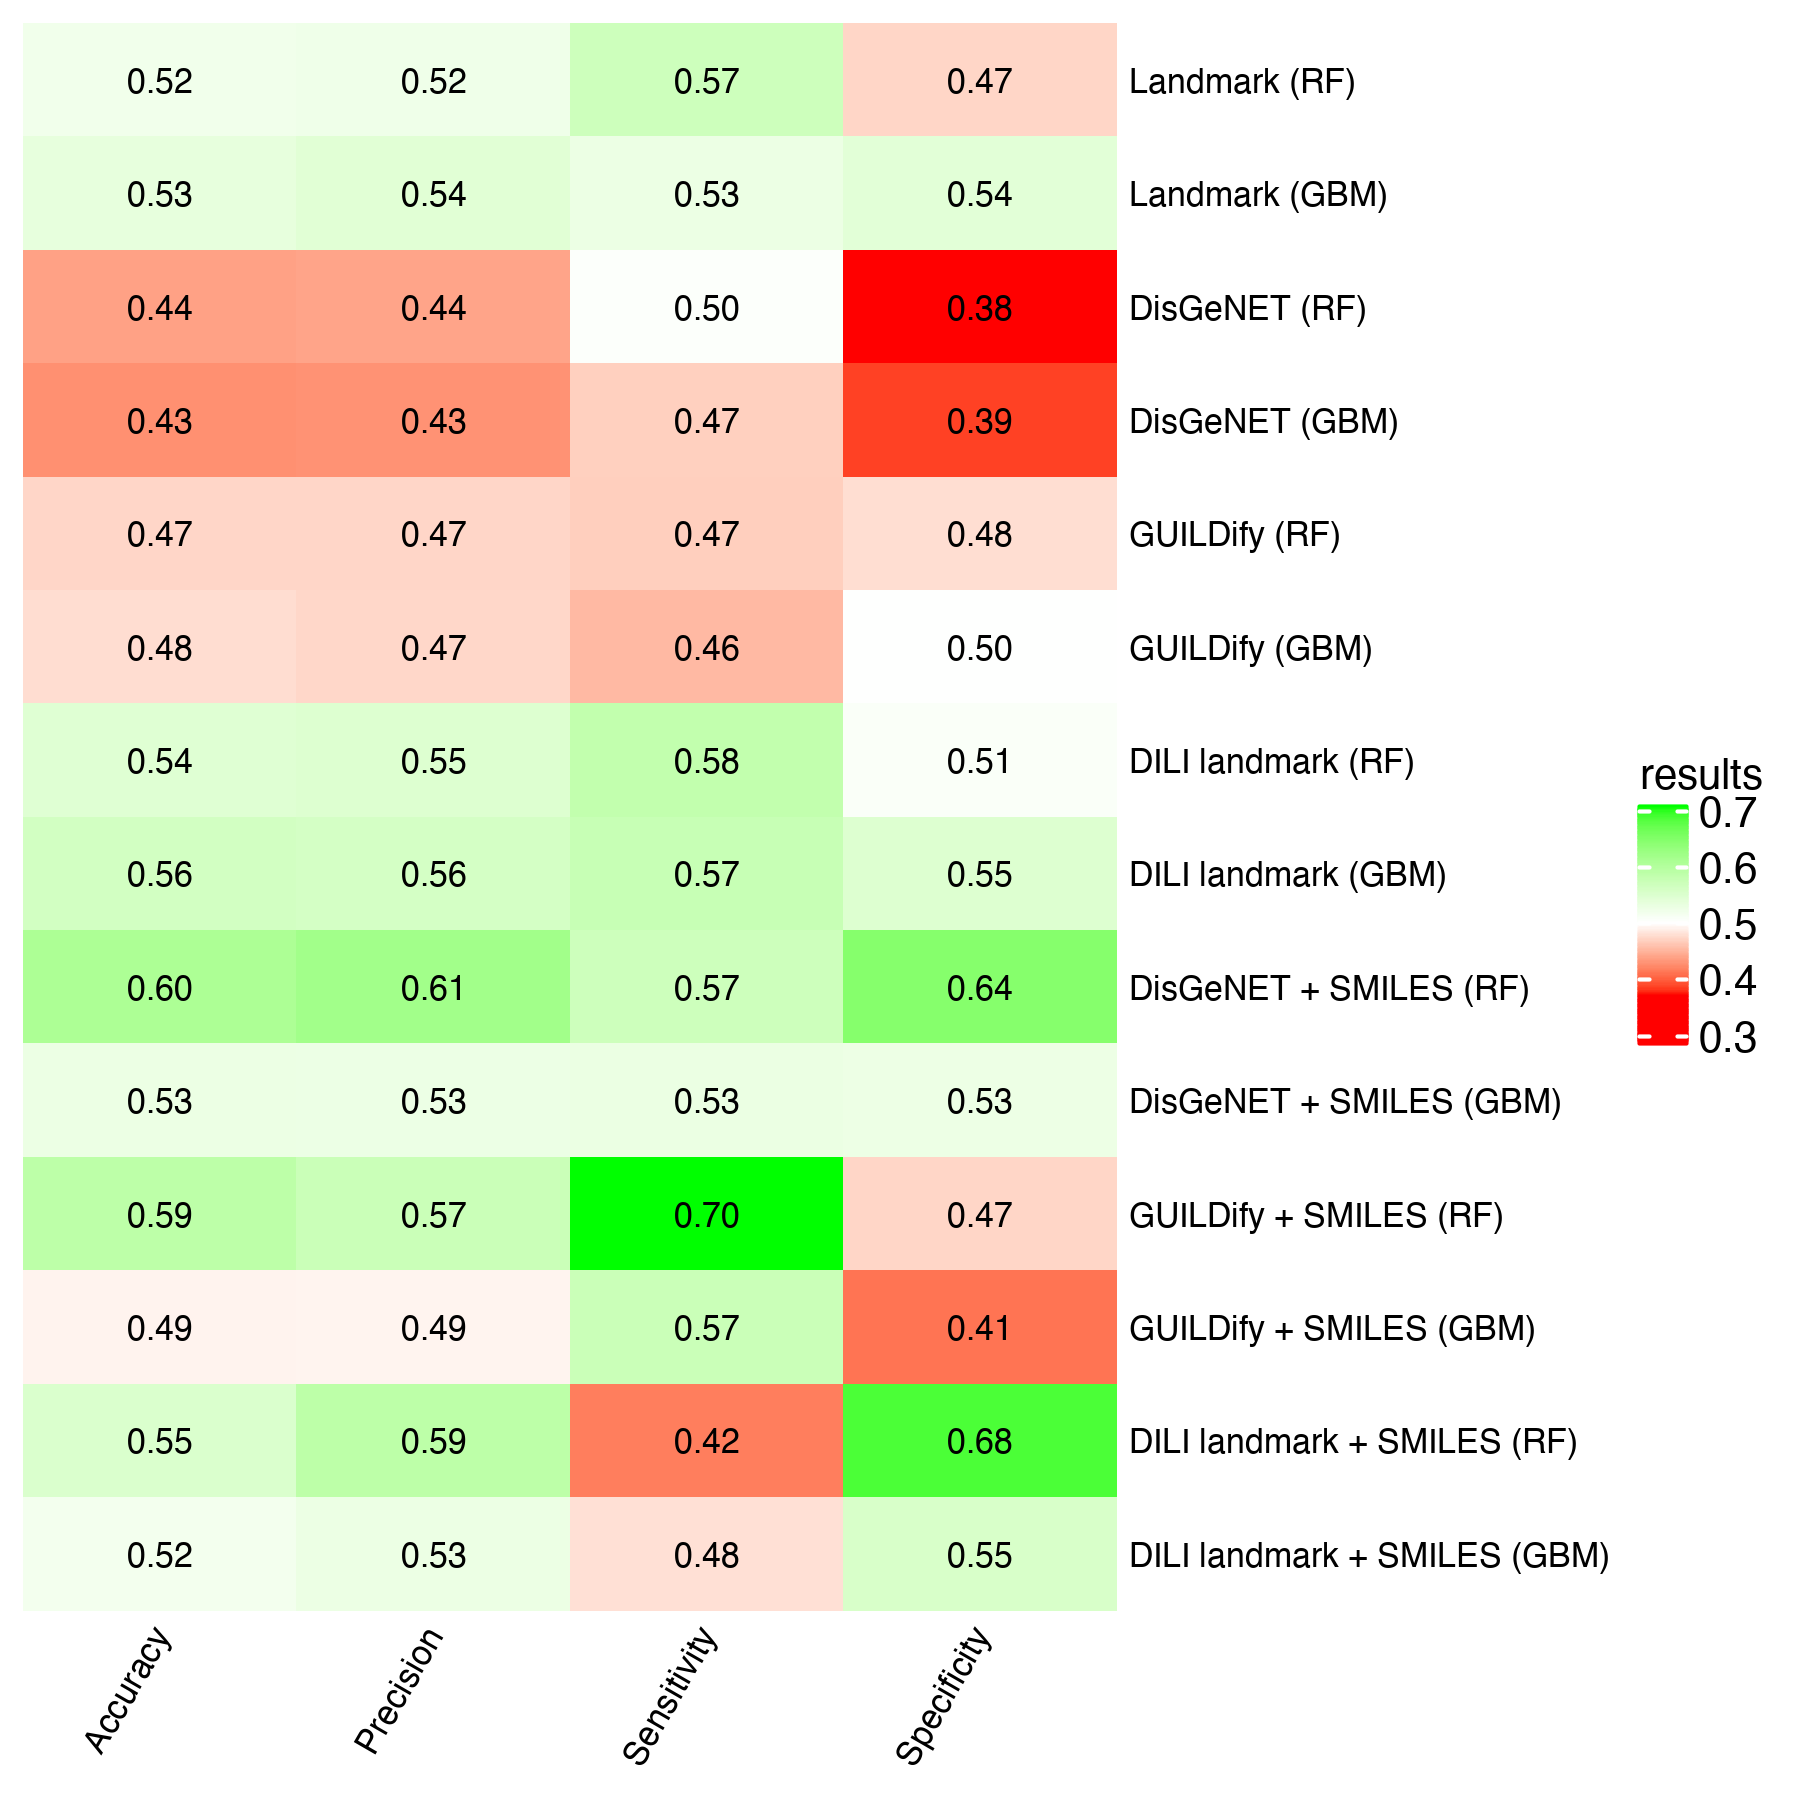 0.52 0.52 0.57 0.47 Landmark (RF)
0.53 0.54 0.53 0.54 Landmark (GBM)
0.44 0.44 0.50 0.38 DisGeNET (RF)
0.43 0.43 0.47 0.39 DisGeNET (GBM)
0.47 0.47 0.47 0.48 GUILDify (RF)
0.48 0.47 0.46 0.50 GUILDify (GBM)
0.54 0.55 0.58 0.51 DILI landmark (RF)
0.56 0.56 0.57 0.55 DILI landmark (GBM)
0.60 0.61 0.57 0.64 DisGeNET + SMILES (RF)
0.53 0.53 0.53 0.53 DisGeNET + SMILES (GBM)
0.59 0.57 0.70 0.47 GUILDify + SMILES (RF)
0.49 0.49 0.57 0.41 GUILDify + SMILES (GBM)
0.55 0.59 0.42 0.68 DILI landmark + SMILES (RF)
0.52 0.53 0.48 0.55 DILI landmark + SMILES (GBM)
Accuracy Precision Sensitivity Specificity
results
0.7
0.6
0.5
0.4
0.3